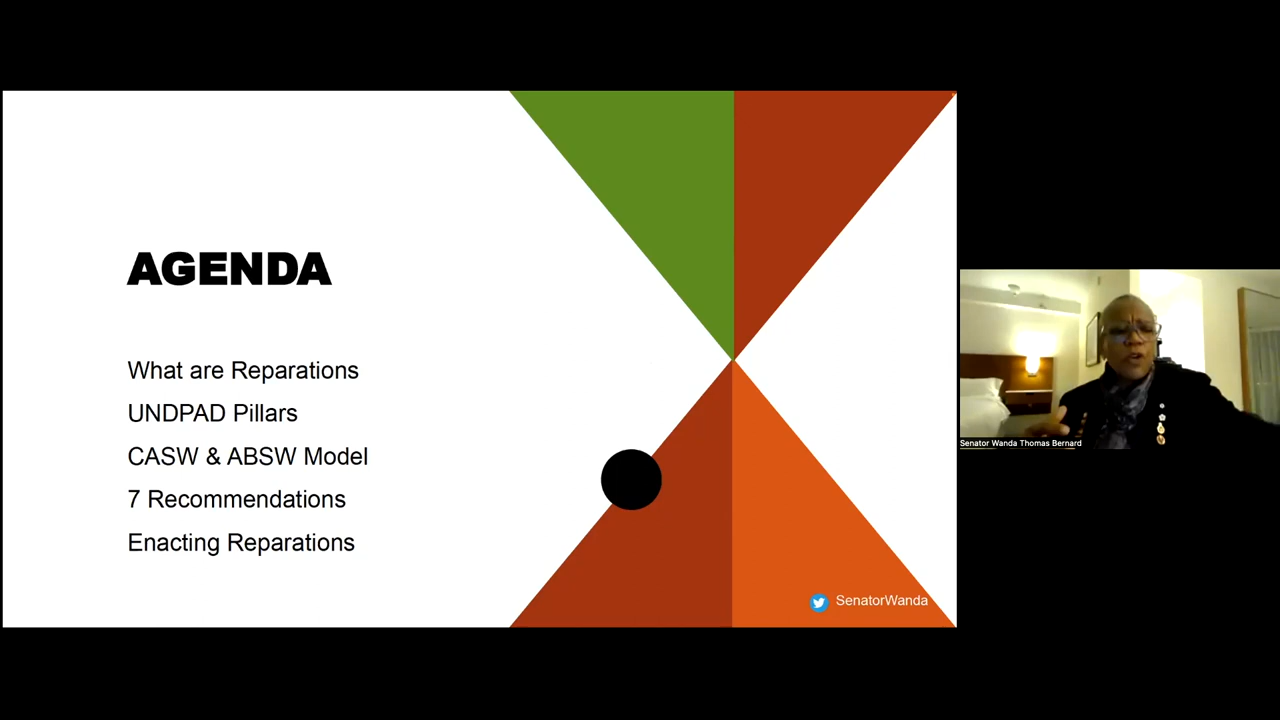 AGENDA
What are Reparations
UNDPAD Pillars
CASW & ABSW Model
7 Recommendations
Enacting Reparations
SenatorWanda
Senator Wanda Thomas Bernard